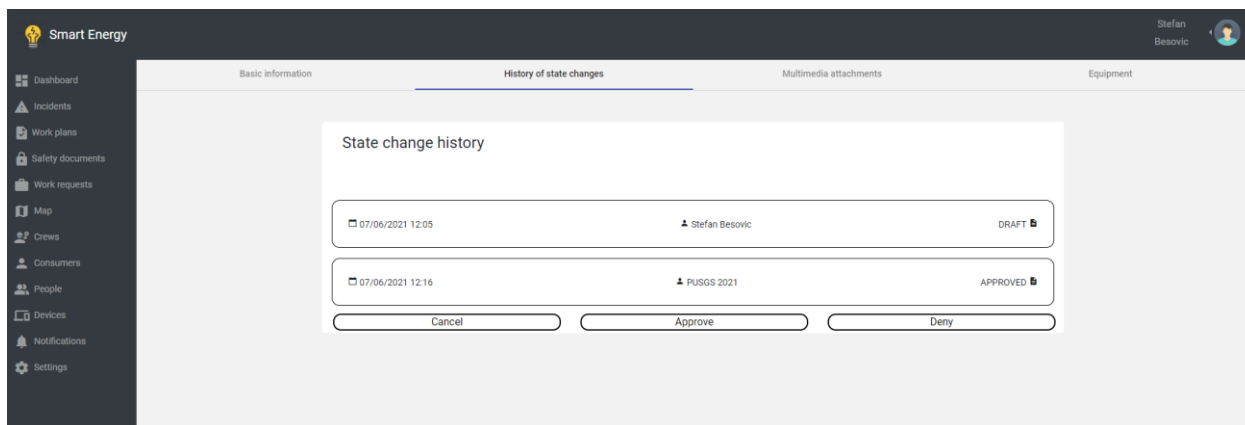 Smart Energy
Stefan
Besovic
Dashboard
Incidents
Work plans
Safety documents
Work requests
Map
Crews
Consumers
People
Devices
Notifications
Settings
Basic information History of state changes Multimedia attachments Equipment
State change history
07/06/2021 12:05 Stefan Besovic DRAFT
07/06/2021 12:16 PUSGS 2021 APPROVED
Cancel Approve Deny